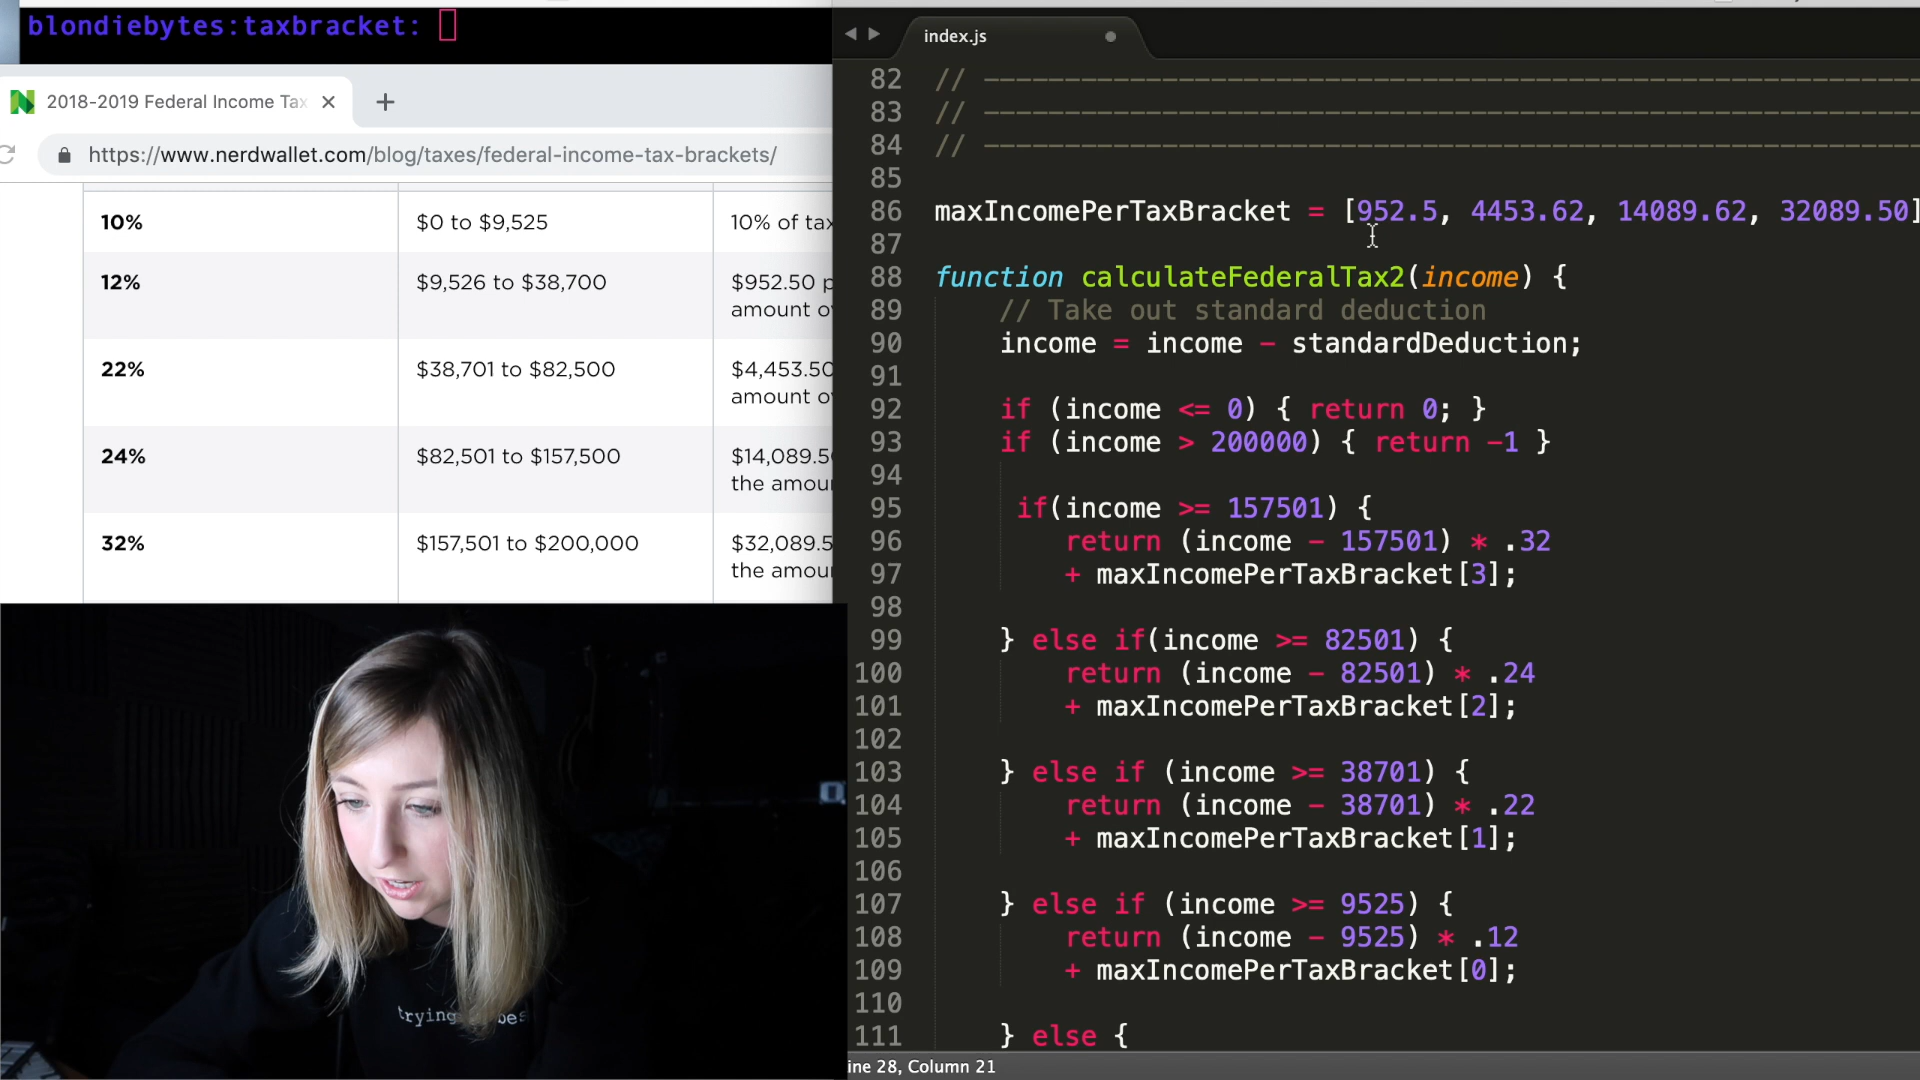 blondiebytes:taxbracket:
2018-2019 Federal Income Tax
https://www.nerdwallet.com/blog/taxes/federal-income-tax-brackets/
10% $0 to $9,525 10% of tax
12% $9,526 to $38,700 $952.50 p
amount o
22% $38,701 to $82,500 $4,453.50
amount o
24% $82,501 to $157,500 $14,089.5
the amou
32% $157,501 to $200,000 $32,089.5
the amou
trying bes
index.js
82 // ————————————————————————————————
83 // ————————————————————————————————
84 // ————————————————————————————————
85
86 maxIncomePerTaxBracket = [952.5, 4453.62, 14089.62, 32089.50]
87
88 function calculateFederalTax2(income) {
89 // Take out standard deduction
90 income = income - standardDeduction;
91
92 if (income <= 0) { return 0; }
93 if (income > 200000) { return -1 }
94
95 if(income >= 157501) {
96 return (income - 157501) * .32
97 + maxIncomePerTaxBracket[3];
98
99 } else if(income >= 82501) {
100 return (income - 82501) * .24
101 + maxIncomePerTaxBracket[2];
102
103 } else if (income >= 38701) {
104 return (income - 38701) * .22
105 + maxIncomePerTaxBracket[1];
106
107 } else if (income >= 9525) {
108 return (income - 9525) * .12
109 + maxIncomePerTaxBracket[0];
110
111 } else {
ine 28, Column 21